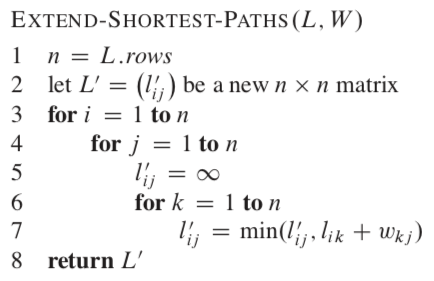 EXTEND-SHORTEST-PATHS(L, W)
1 n = L.rows
2 let L′ = (l′ij) be a new n × n matrix
3 for i = 1 to n
4 for j = 1 to n
5 l′ij = ∞
6 for k = 1 to n
7 l′ij = min(l′ij, lik + wkj)
8 return L′